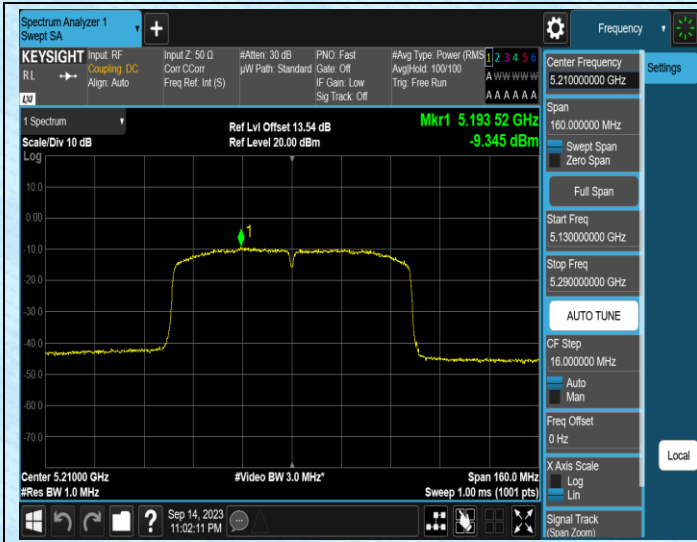 Spectrum Analyzer 1
Swept SA
+
Frequency
KEYSIGHT
RL
LXI
Input: RF
Coupling: DC
Align: Auto
Input Z: 50 Ω
Corr CCorr
Freq Ref: Int (S)
#Atten: 30 dB
µW Path: Standard
PNO: Fast
Gate: Off
IF Gain: Low
Sig Track: Off
#Avg Type: Power (RMS
Avg|Hold: 100/100
Trig: Free Run
1 2 3 4 5 6
A W W W W W
A A A A A A
1 Spectrum
Scale/Div 10 dB
Log
Ref Lvl Offset 13.54 dB
Ref Level 20.00 dBm
Mkr1 5.193 52 GHz
-9.345 dBm
10.0
0.00
-10.0
-20.0
-30.0
-40.0
-50.0
-60.0
-70.0
1
Center 5.21000 GHz
#Res BW 1.0 MHz
#Video BW 3.0 MHz*
Span 160.0 MHz
Sweep 1.00 ms (1001 pts)
?
Sep 14, 2023
11:02:11 PM
Center Frequency
5.210000000 GHz
Span
160.000000 MHz
Swept Span
Zero Span
Full Span
Start Freq
5.130000000 GHz
Stop Freq
5.290000000 GHz
AUTO TUNE
CF Step
16.000000 MHz
Auto
Man
Freq Offset
0 Hz
X Axis Scale
Log
Lin
Signal Track
(Span Zoom)
Settings
Local